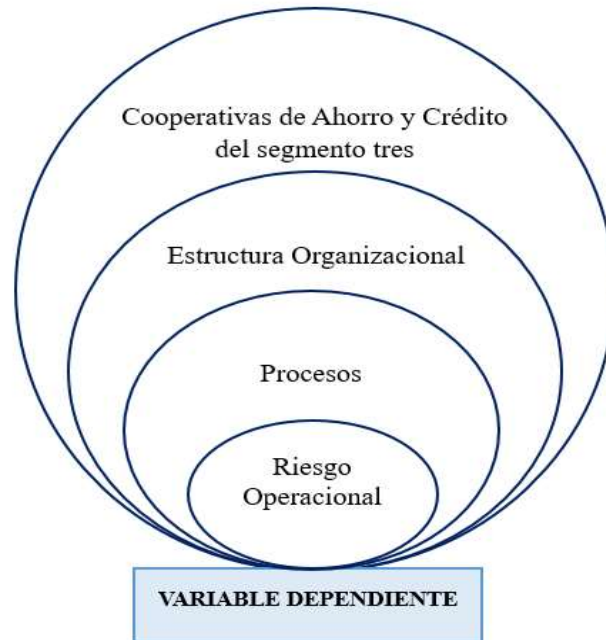 Cooperativas de Ahorro y Crédito
del segmento tres
Estructura Organizacional
Procesos
Riesgo
Operacional
VARIABLE DEPENDIENTE